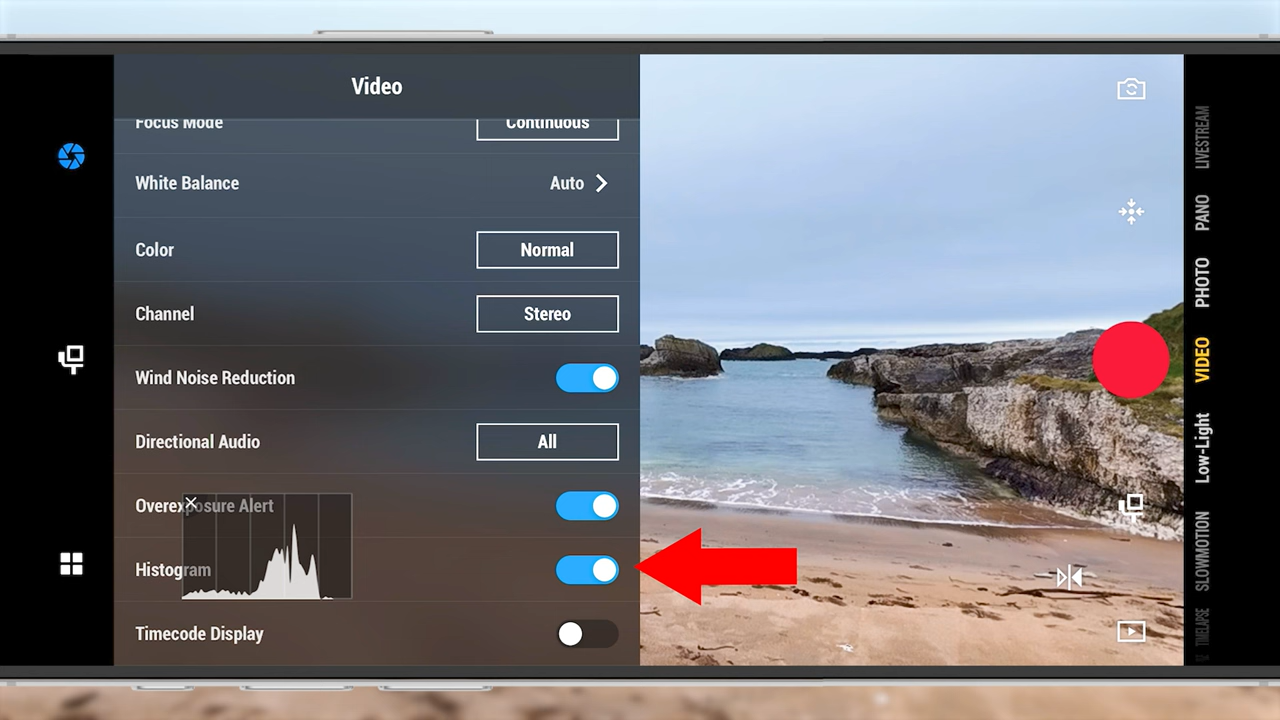 Video
Focus Mode
Continuous
White Balance
Auto
Color
Normal
Channel
Stereo
Wind Noise Reduction
Directional Audio
All
Overexposure Alert
Histogram
Timecode Display
LIVESTREAM
PANO
PHOTO
VIDEO
Low-Light
SLOWMOTION
TIMELAPSE